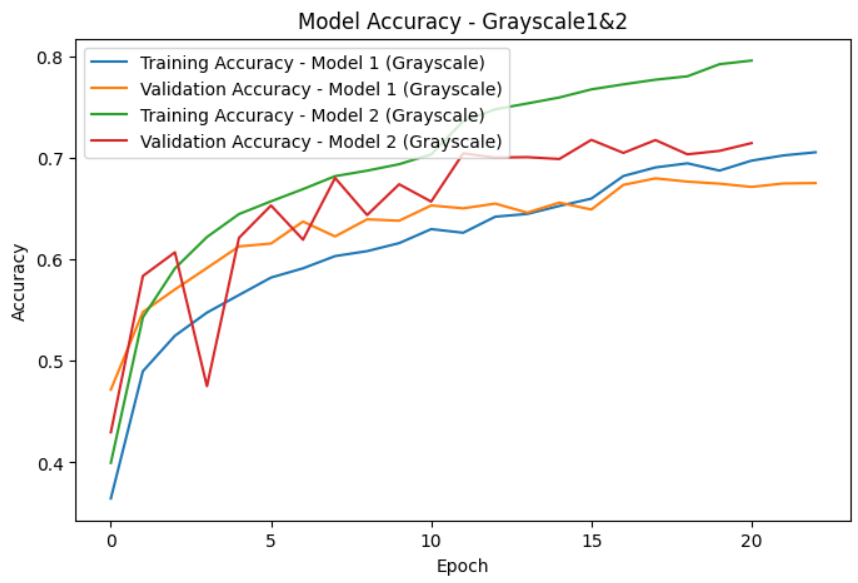 Model Accuracy - Grayscale1&2
Training Accuracy - Model 1 (Grayscale)
Validation Accuracy - Model 1 (Grayscale)
Training Accuracy - Model 2 (Grayscale)
Validation Accuracy - Model 2 (Grayscale)
0.8
0.7
0.6
0.5
0.4
Accuracy
0 5 10 15 20
Epoch